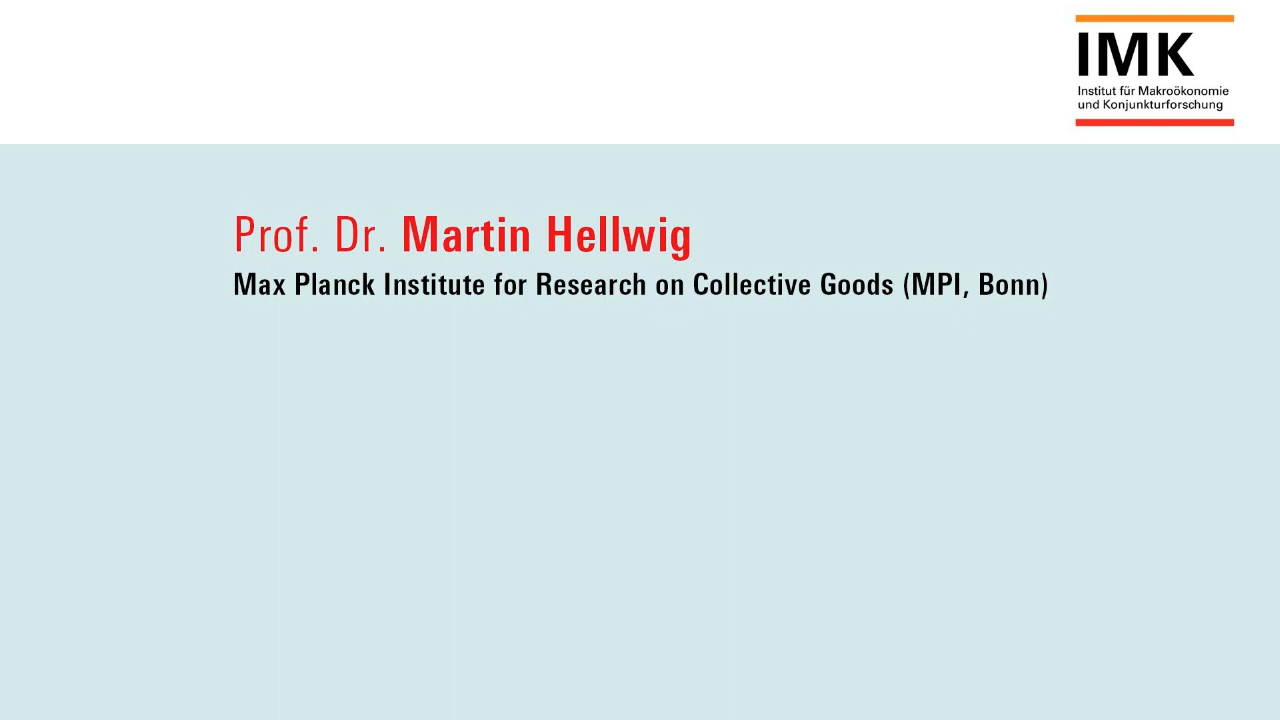 IMK
Institut für Makroökonomie
und Konjunkturforschung
Prof. Dr. Martin Hellwig
Max Planck Institute for Research on Collective Goods (MPI, Bonn)